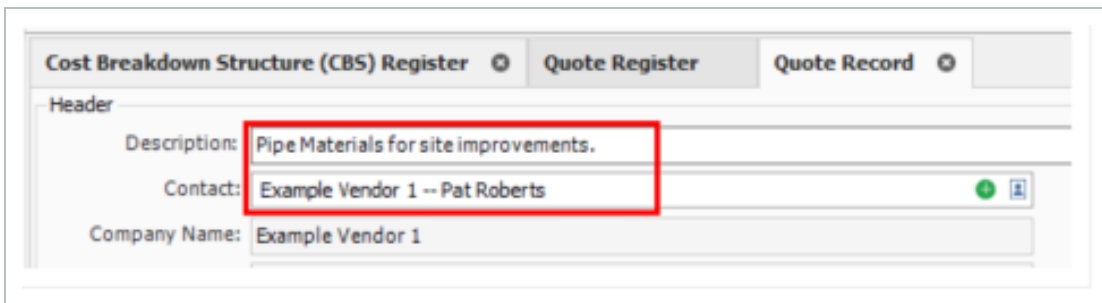 Cost Breakdown Structure (CBS) Register Quote Register Quote Record
Header
Description: Pipe Materials for site improvements.
Contact: Example Vendor 1 -- Pat Roberts
Company Name: Example Vendor 1